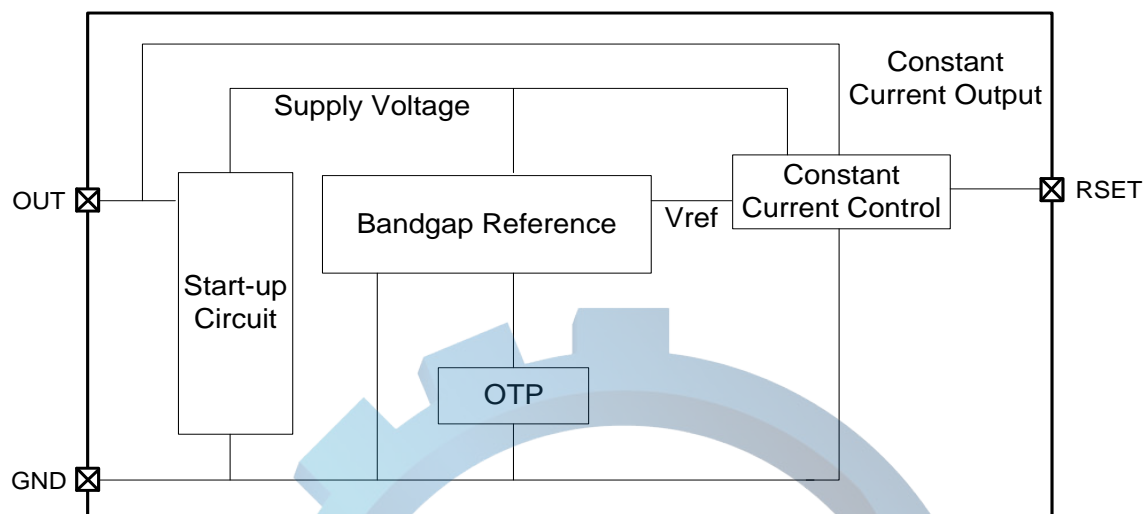 Constant
Current Output
Supply Voltage
OUT
Constant
Current Control
RSET
Bandgap Reference
Vref
Start-up
Circuit
OTP
GND